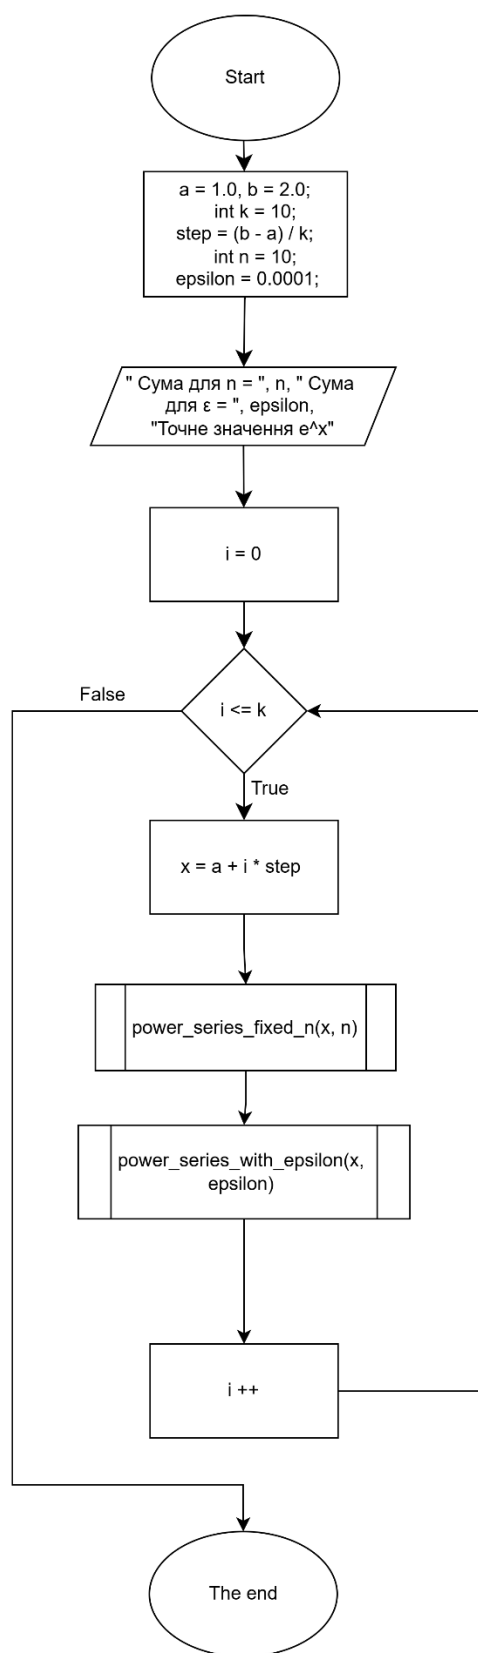 Start
a = 1.0, b = 2.0;
int k = 10;
step = (b - a) / k;
int n = 10;
epsilon = 0.0001;
" Сума для n = ", n, " Сума
для ε = ", epsilon,
"Точне значення e^x"
i = 0
False
i <= k
True
x = a + i * step
power_series_fixed_n(x, n)
power_series_with_epsilon(x,
epsilon)
i ++
The end